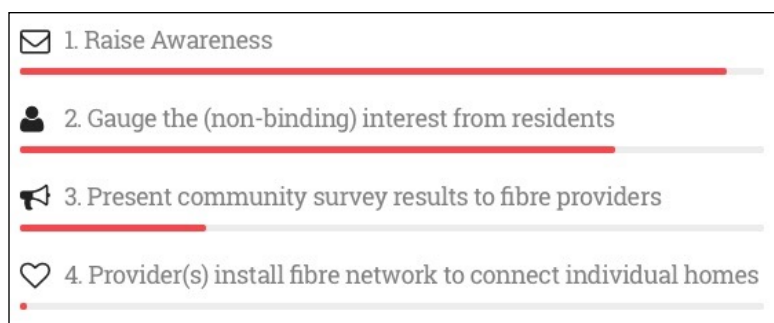 1. Raise Awareness
2. Gauge the (non-binding) interest from residents
3. Present community survey results to fibre providers
4. Provider(s) install fibre network to connect individual homes